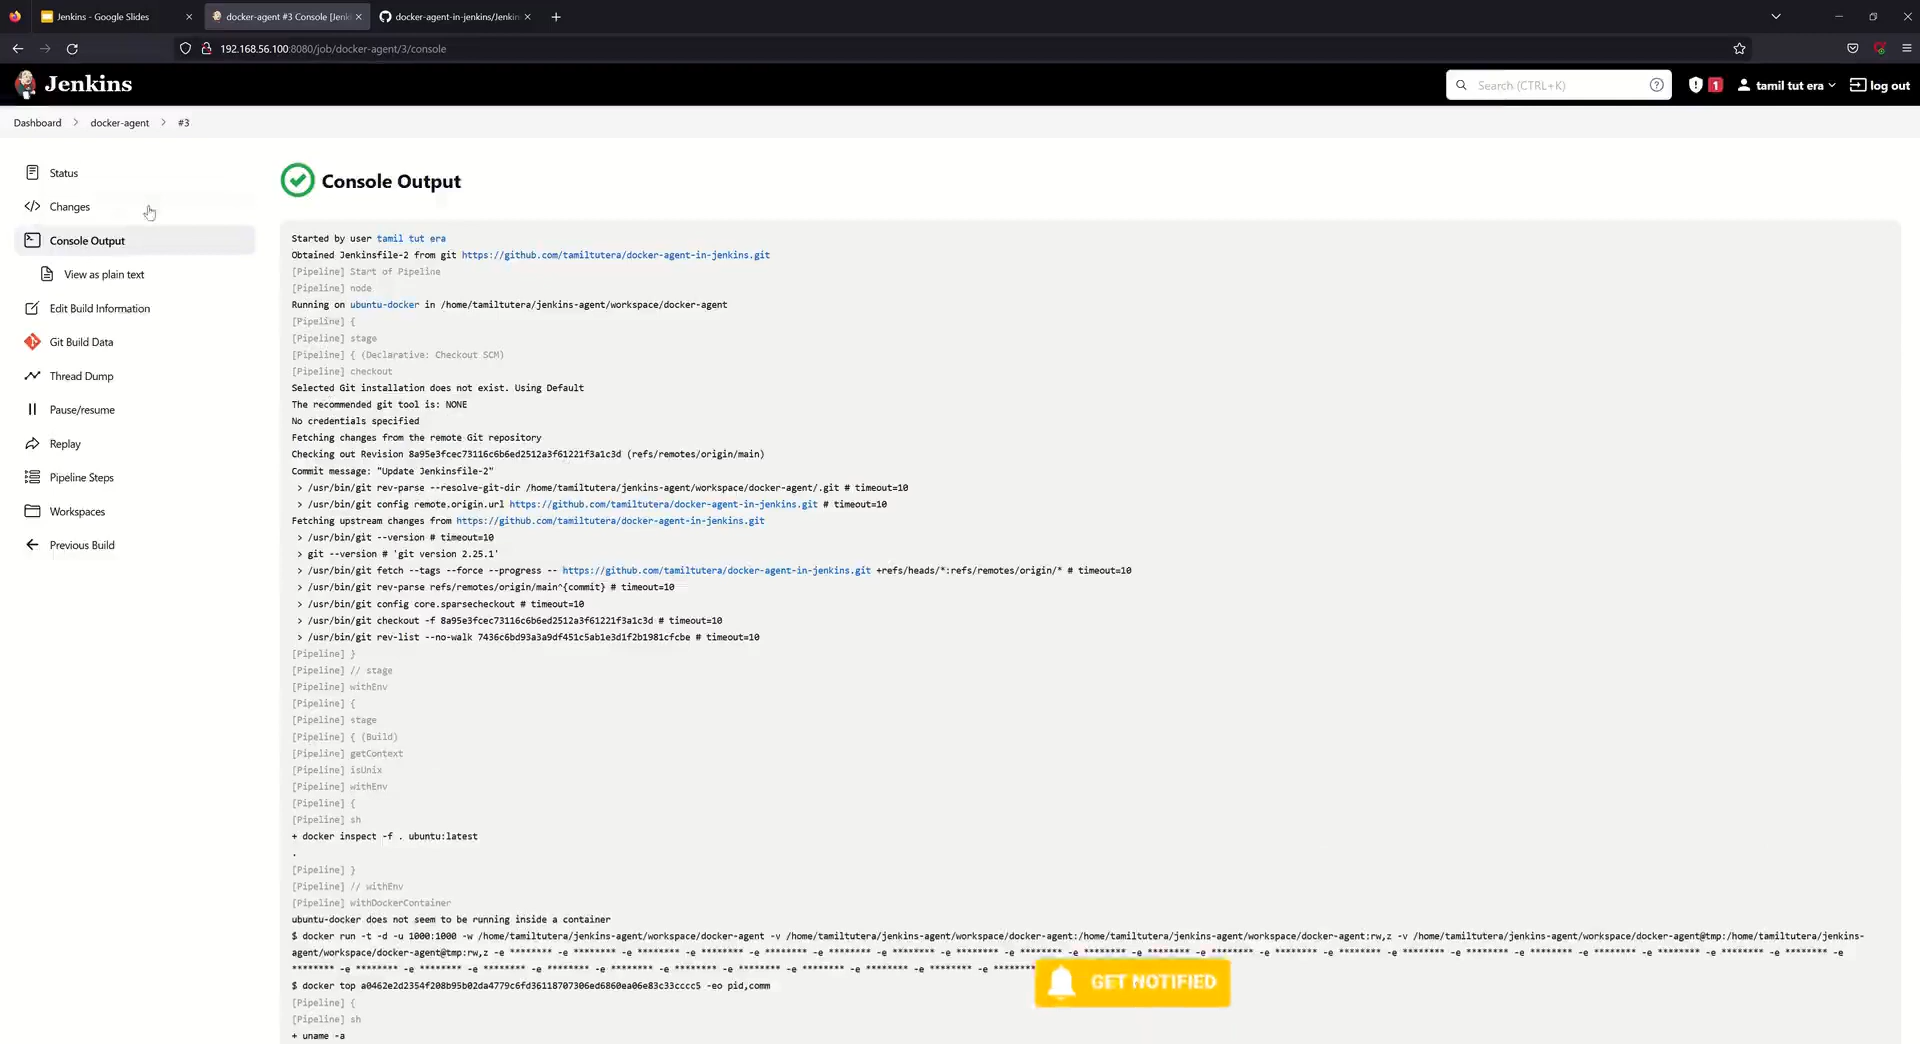 Jenkins - Google Slides
docker-agent #3 Console [Jenk
docker-agent-in-jenkins/Jenkin
192.168.56.100:8080/job/docker-agent/3/console
Jenkins
Search (CTRL+K)
1
tamil tut era
log out
Dashboard > docker-agent > #3
Status
Changes
Console Output
View as plain text
Edit Build Information
Git Build Data
Thread Dump
Pause/resume
Replay
Pipeline Steps
Workspaces
Previous Build
Console Output
Started by user tamil tut era
Obtained Jenkinsfile-2 from git https://github.com/tamiltutera/docker-agent-in-jenkins.git
[Pipeline] Start of Pipeline
[Pipeline] node
Running on ubuntu-docker in /home/tamiltutera/jenkins-agent/workspace/docker-agent
[Pipeline] {
[Pipeline] stage
[Pipeline] { (Declarative: Checkout SCM)
[Pipeline] checkout
Selected Git installation does not exist. Using Default
The recommended git tool is: NONE
No credentials specified
Fetching changes from the remote Git repository
Checking out Revision 8a95e3fcec73116c6b6ed2512a3f61221f3a1c3d (refs/remotes/origin/main)
Commit message: "Update Jenkinsfile-2"
> /usr/bin/git rev-parse --resolve-git-dir /home/tamiltutera/jenkins-agent/workspace/docker-agent/.git # timeout=10
> /usr/bin/git config remote.origin.url https://github.com/tamiltutera/docker-agent-in-jenkins.git # timeout=10
Fetching upstream changes from https://github.com/tamiltutera/docker-agent-in-jenkins.git
> /usr/bin/git --version # timeout=10
> git --version # 'git version 2.25.1'
> /usr/bin/git fetch --tags --force --progress -- https://github.com/tamiltutera/docker-agent-in-jenkins.git +refs/heads/*:refs/remotes/origin/* # timeout=10
> /usr/bin/git rev-parse refs/remotes/origin/main^{commit} # timeout=10
> /usr/bin/git config core.sparsecheckout # timeout=10
> /usr/bin/git checkout -f 8a95e3fcec73116c6b6ed2512a3f61221f3a1c3d # timeout=10
> /usr/bin/git rev-list --no-walk 7436c6bd93a3a9df451c5ab1e3d1f2b1981cfcbe # timeout=10
[Pipeline] }
[Pipeline] // stage
[Pipeline] withEnv
[Pipeline] {
[Pipeline] stage
[Pipeline] { (Build)
[Pipeline] getContext
[Pipeline] isUnix
[Pipeline] withEnv
[Pipeline] {
[Pipeline] sh
+ docker inspect -f . ubuntu:latest
.
[Pipeline] }
[Pipeline] // withEnv
[Pipeline] withDockerContainer
ubuntu-docker does not seem to be running inside a container
$ docker run -t -d -u 1000:1000 -w /home/tamiltutera/jenkins-agent/workspace/docker-agent -v /home/tamiltutera/jenkins-agent/workspace/docker-agent:/home/tamiltutera/jenkins-agent/workspace/docker-agent:rw,z -v /home/tamiltutera/jenkins-agent/workspace/docker-agent@tmp:/home/tamiltutera/jenkins-
agent/workspace/docker-agent@tmp:rw,z -e ******** -e ******** -e ******** -e ******** -e ******** -e ******** -e ******** -e ******** -e ******** -e ******** -e ******** -e ******** -e ******** -e ******** -e ******** -e ******** -e ******** -e ******** -e ******** -e ******** -e ******** -e
******** -e ******** -e ******** -e ******** -e ******** -e ******** -e ******** -e ******** -e ******** -e ******** -e ********
$ docker top a0462e2d2354f208b95b02da4779c6fd36118707306ed6860ea06e83c33cccc5 -eo pid,comm
[Pipeline] {
[Pipeline] sh
+ uname -a
GET NOTIFIED